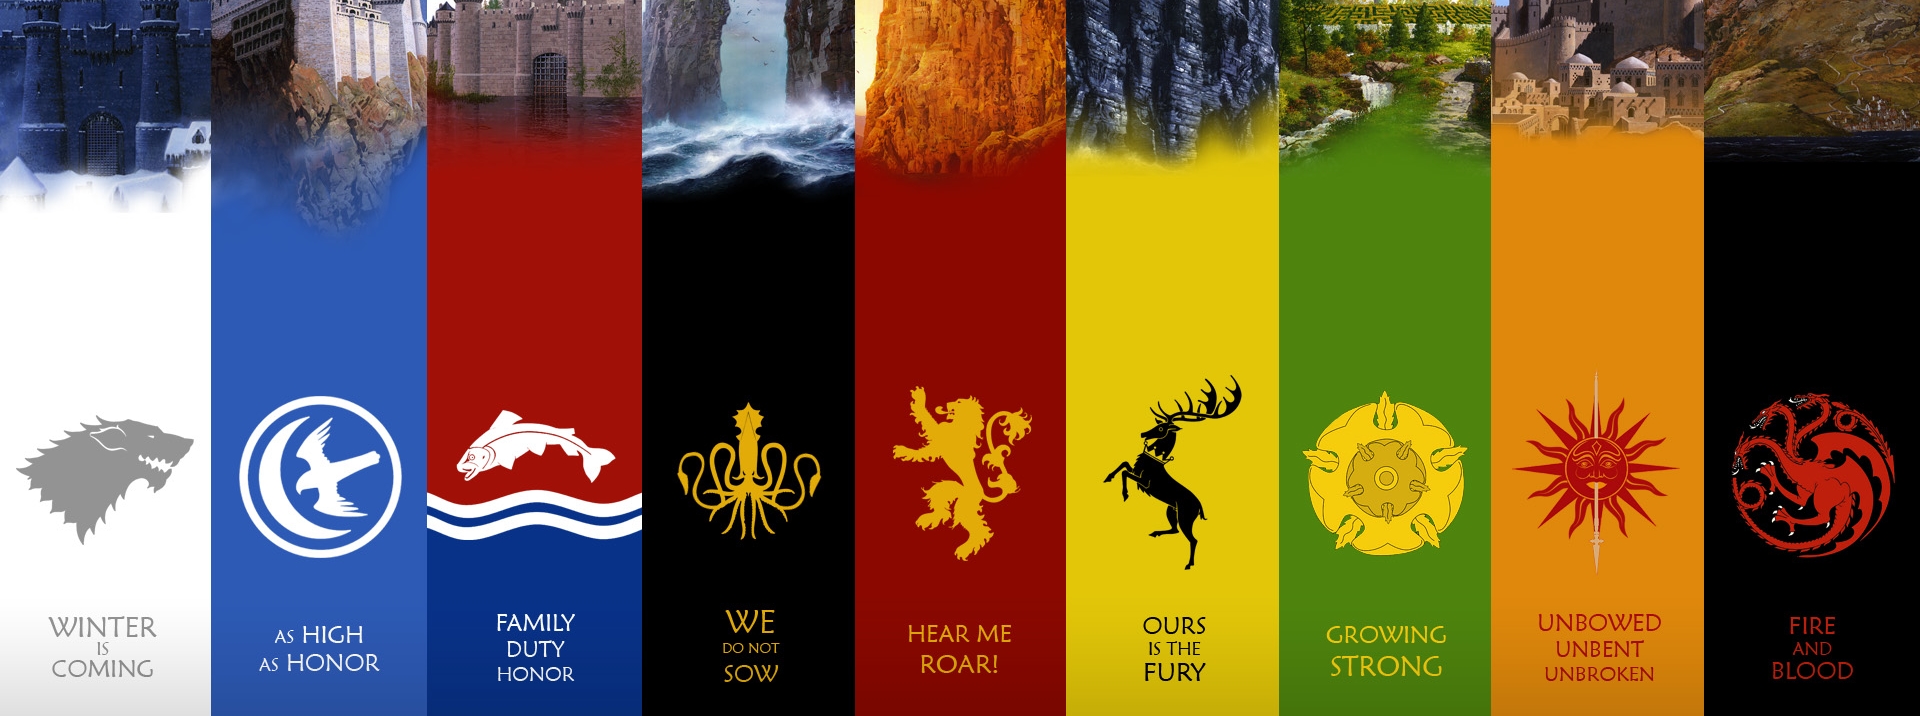 WINTER
IS
COMING
AS HIGH
AS HONOR
FAMILY
DUTY
HONOR
WE
DO NOT
SOW
HEAR ME
ROAR!
OURS
IS THE
FURY
GROWING
STRONG
UNBOWED
UNBENT
UNBROKEN
FIRE
AND
BLOOD